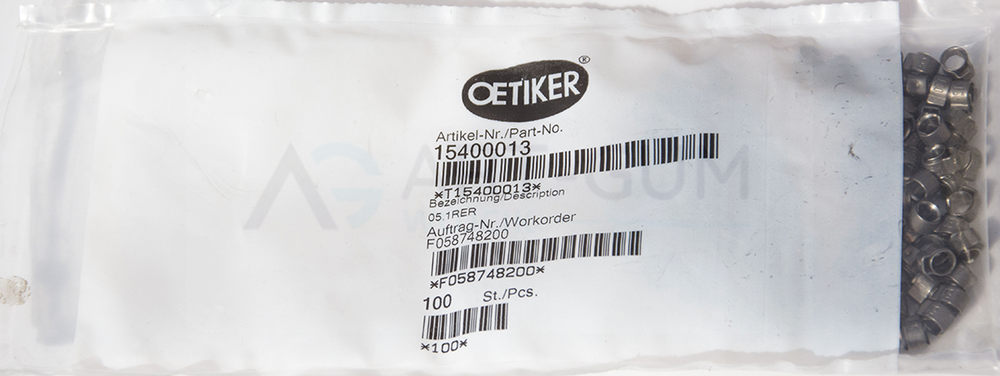 OETIKER®
Artikel-Nr./Part-No.
15400013
*T15400013*
Bezeichnung/Description
05.1RER
Auftrag-Nr./Workorder
F058748200
*F058748200*
100 St./Pcs.
*100*